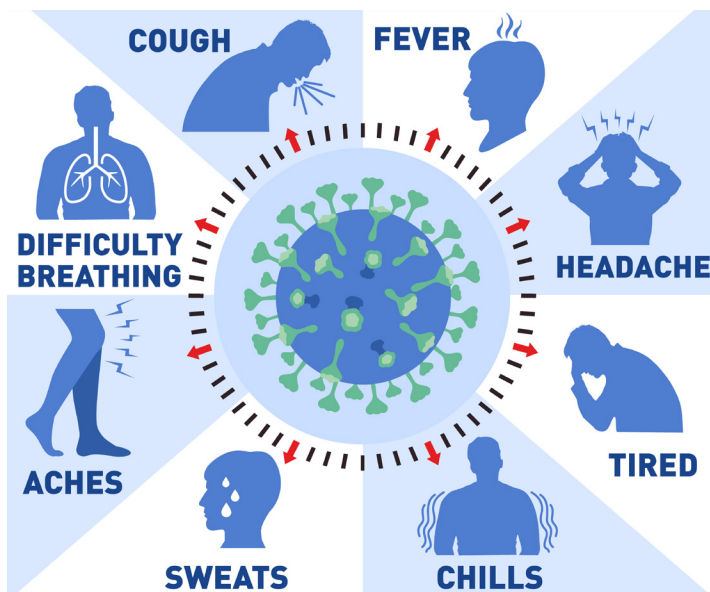 COUGH
FEVER
HEADACHE
TIRED
CHILLS
SWEATS
ACHES
DIFFICULTY
BREATHING